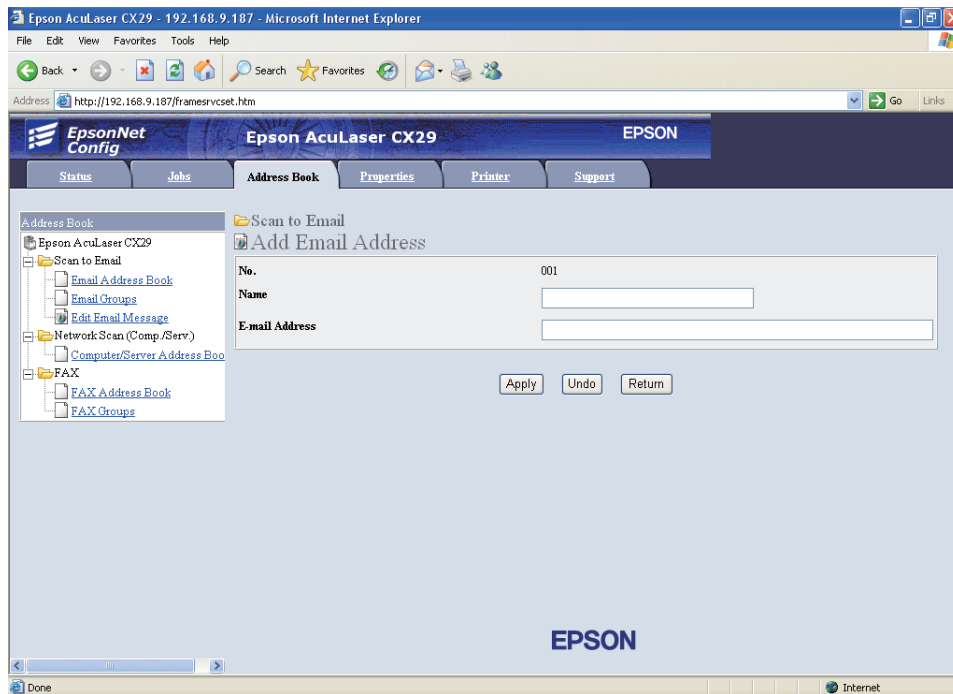 Epson AcuLaser CX29 - 192.168.9.187 - Microsoft Internet Explorer
File Edit View Favorites Tools Help
Back Search Favorites
Address http://192.168.9.187/framesrvcset.htm Go Links
EpsonNet
Config
Epson AcuLaser CX29
EPSON
Status Jobs Address Book Properties Printer Support
Address Book
Epson AcuLaser CX29
Scan to Email
Email Address Book
Email Groups
Edit Email Message
Network Scan (Comp./Serv.)
Computer/Server Address Boo
FAX
FAX Address Book
FAX Groups
Scan to Email
Add Email Address
No. 001
Name
E-mail Address
Apply Undo Return
EPSON
Done Internet